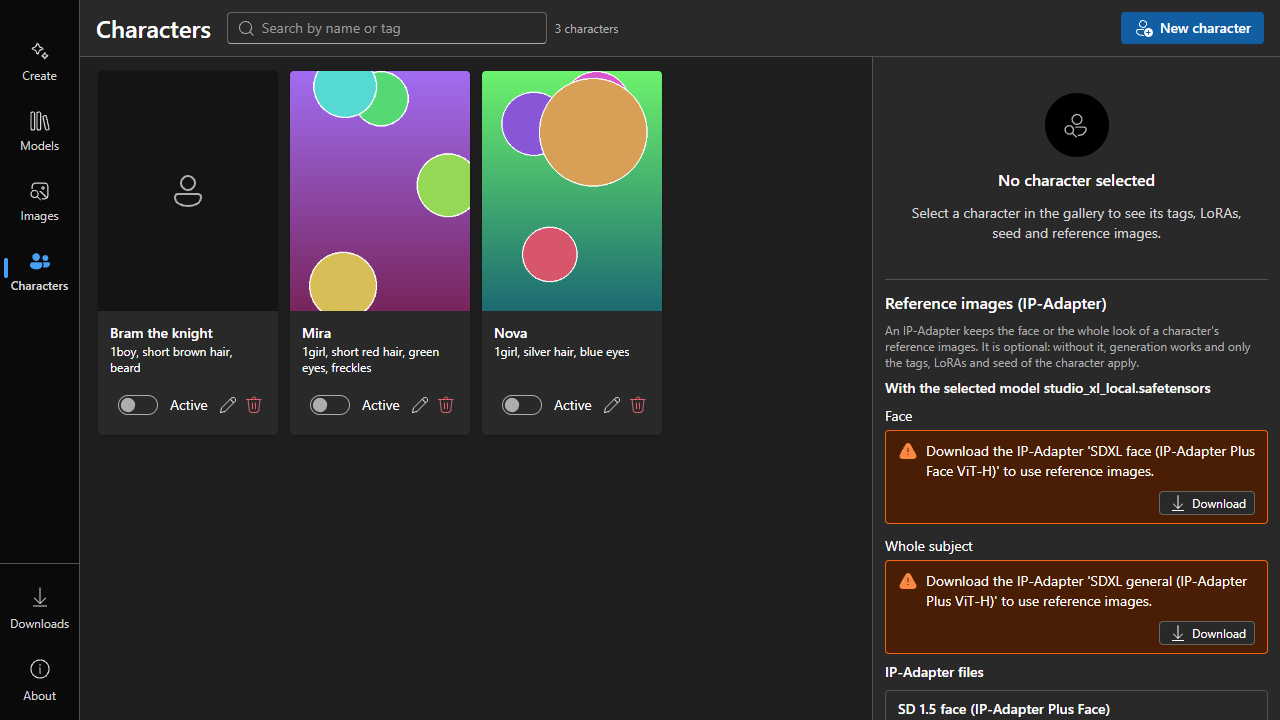 Create
Models
Images
Characters
Downloads
About
Characters
Search by name or tag
3 characters
New character
Bram the knight
1boy, short brown hair,
beard
Active
Mira
1girl, short red hair, green
eyes, freckles
Active
Nova
1girl, silver hair, blue eyes
Active
No character selected
Select a character in the gallery to see its tags, LoRAs,
seed and reference images.
Reference images (IP-Adapter)
An IP-Adapter keeps the face or the whole look of a character's
reference images. It is optional: without it, generation works and only
the tags, LoRAs and seed of the character apply.
With the selected model studio_xl_local.safetensors
Face
Download the IP-Adapter 'SDXL face (IP-Adapter Plus
Face ViT-H)' to use reference images.
Download
Whole subject
Download the IP-Adapter 'SDXL general (IP-Adapter
Plus ViT-H)' to use reference images.
Download
IP-Adapter files
SD 1.5 face (IP-Adapter Plus Face)